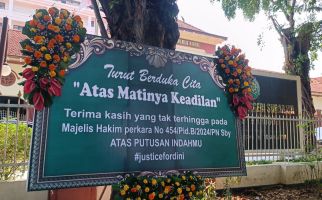 Turut Berduka Cita
"Atas Matinya Keadilan"
Terima kasih yang tak terhingga pada
Majelis Hakim perkara No 454/Pid.B/2024/PN Sby
ATAS PUTUSAN INDAHMU
#justicefordini